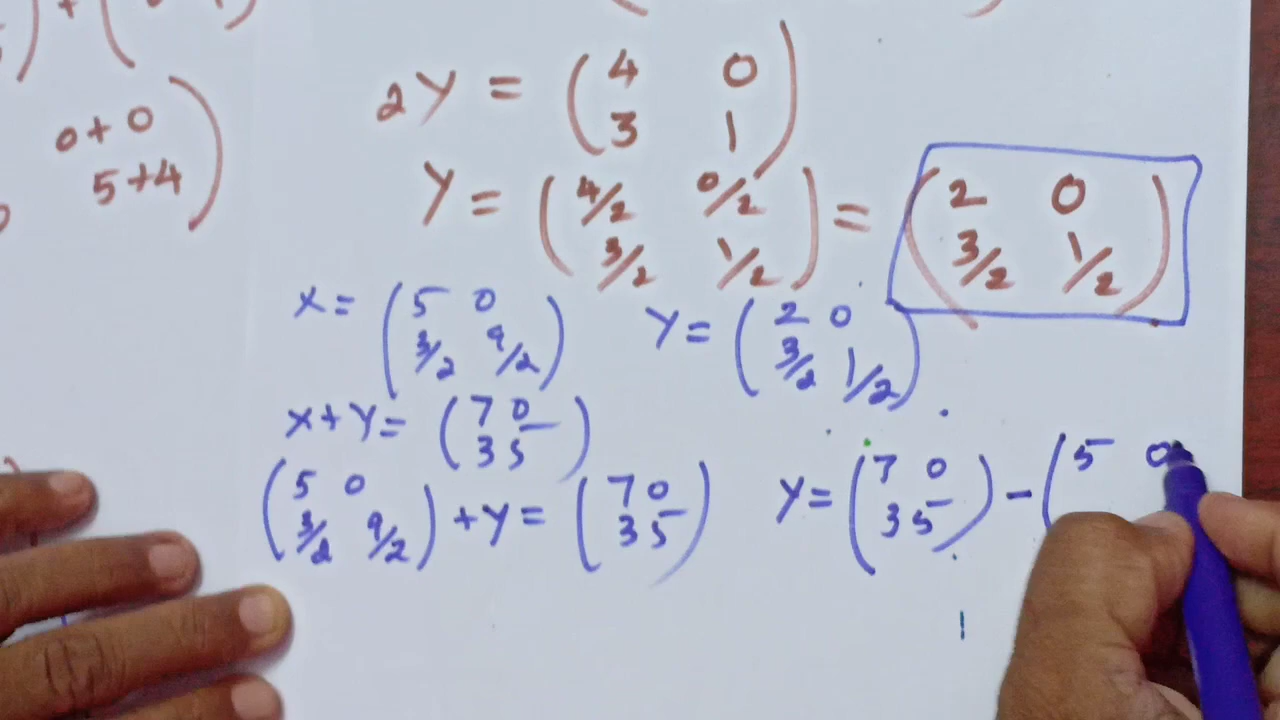 0 + 0
5 + 4
2Y = ( 4 0
3 1 )
Y = ( 4/2 0/2
3/2 1/2 ) = ( 2 0
3/2 1/2 )
X = ( 5 0
3/2 9/2 )
Y = ( 2 0
3/2 1/2 )
X + Y = ( 7 0
3 5 )
( 5 0
3/2 9/2 ) + Y = ( 7 0
3 5 )
Y = ( 7 0
3 5 ) - ( 5 0